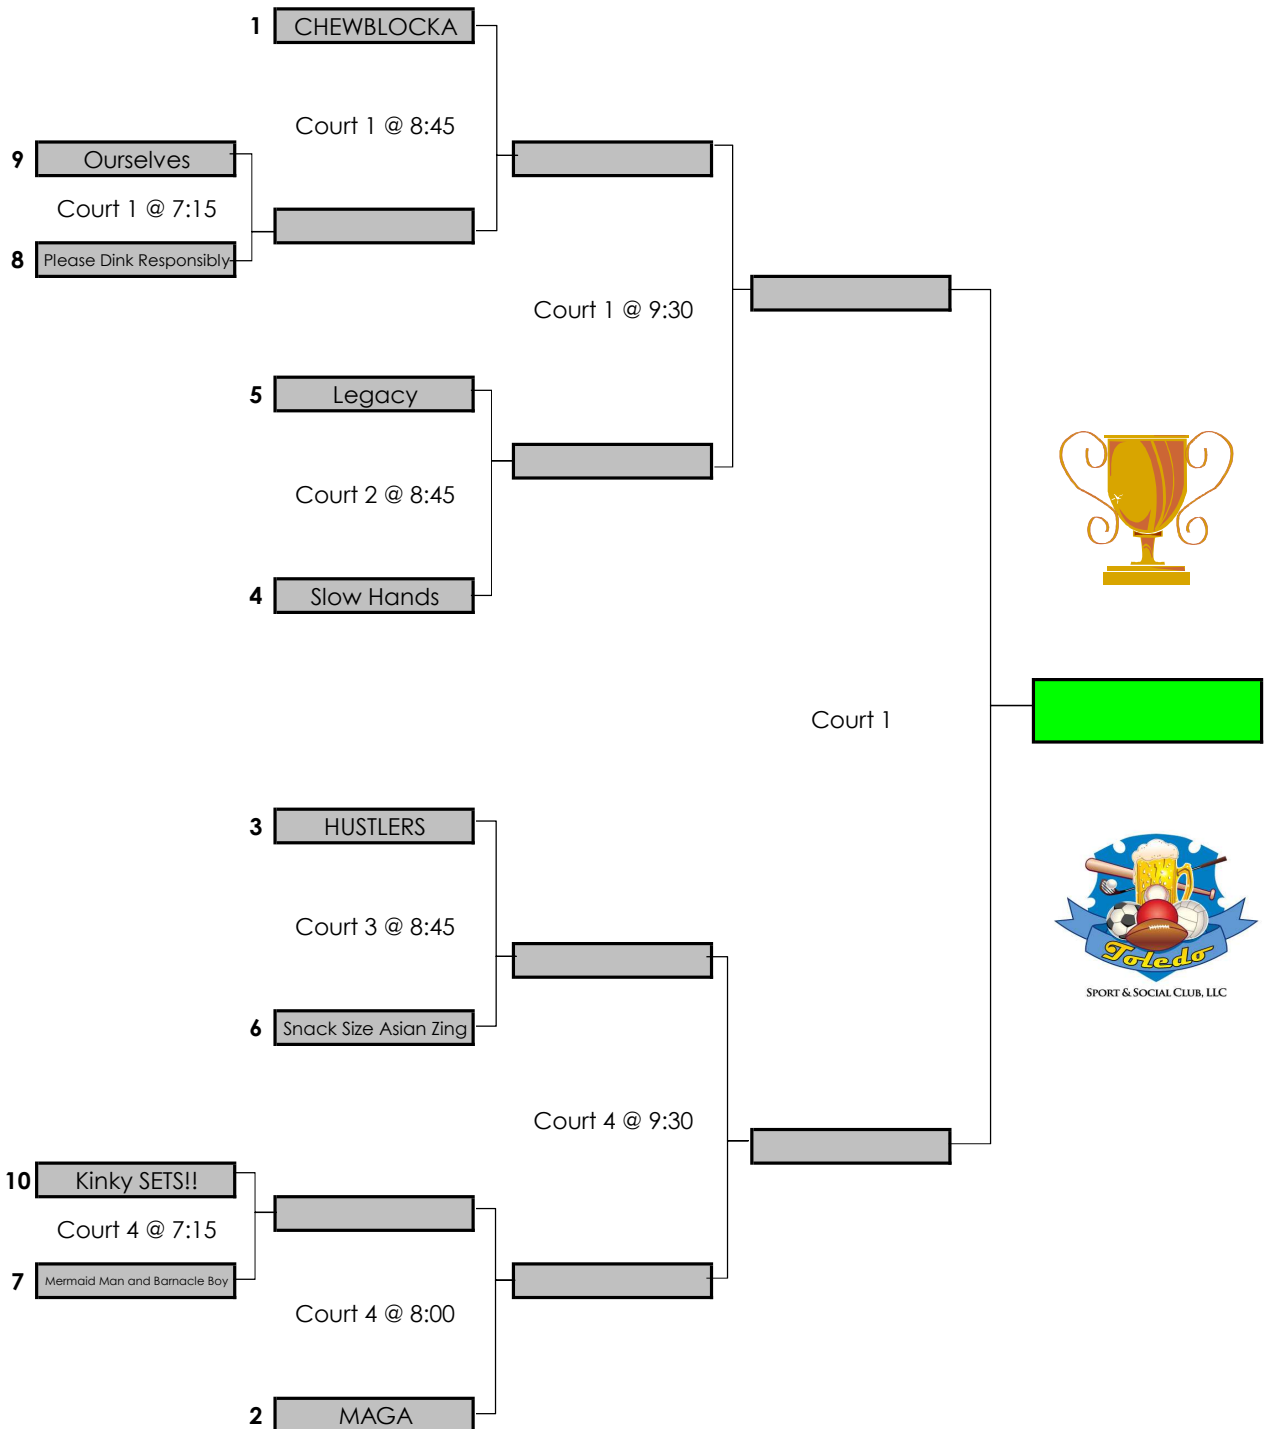 1 CHEWBLOCKA
Court 1 @ 8:45
9 Ourselves
Court 1 @ 7:15
8 Please Dink Responsibly
Court 1 @ 9:30
5 Legacy
Court 2 @ 8:45
4 Slow Hands
Court 1
3 HUSTLERS
Court 3 @ 8:45
6 Snack Size Asian Zing
Toledo
SPORT & SOCIAL CLUB, LLC
Court 4 @ 9:30
10 Kinky SETS!!
Court 4 @ 7:15
7 Mermaid Man and Barnacle Boy
Court 4 @ 8:00
2 MAGA